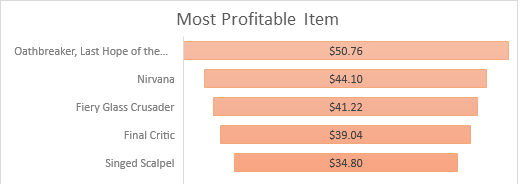 Most Profitable Item
Oathbreaker, Last Hope of the... $50.76
Nirvana $44.10
Fiery Glass Crusader $41.22
Final Critic $39.04
Singed Scalpel $34.80